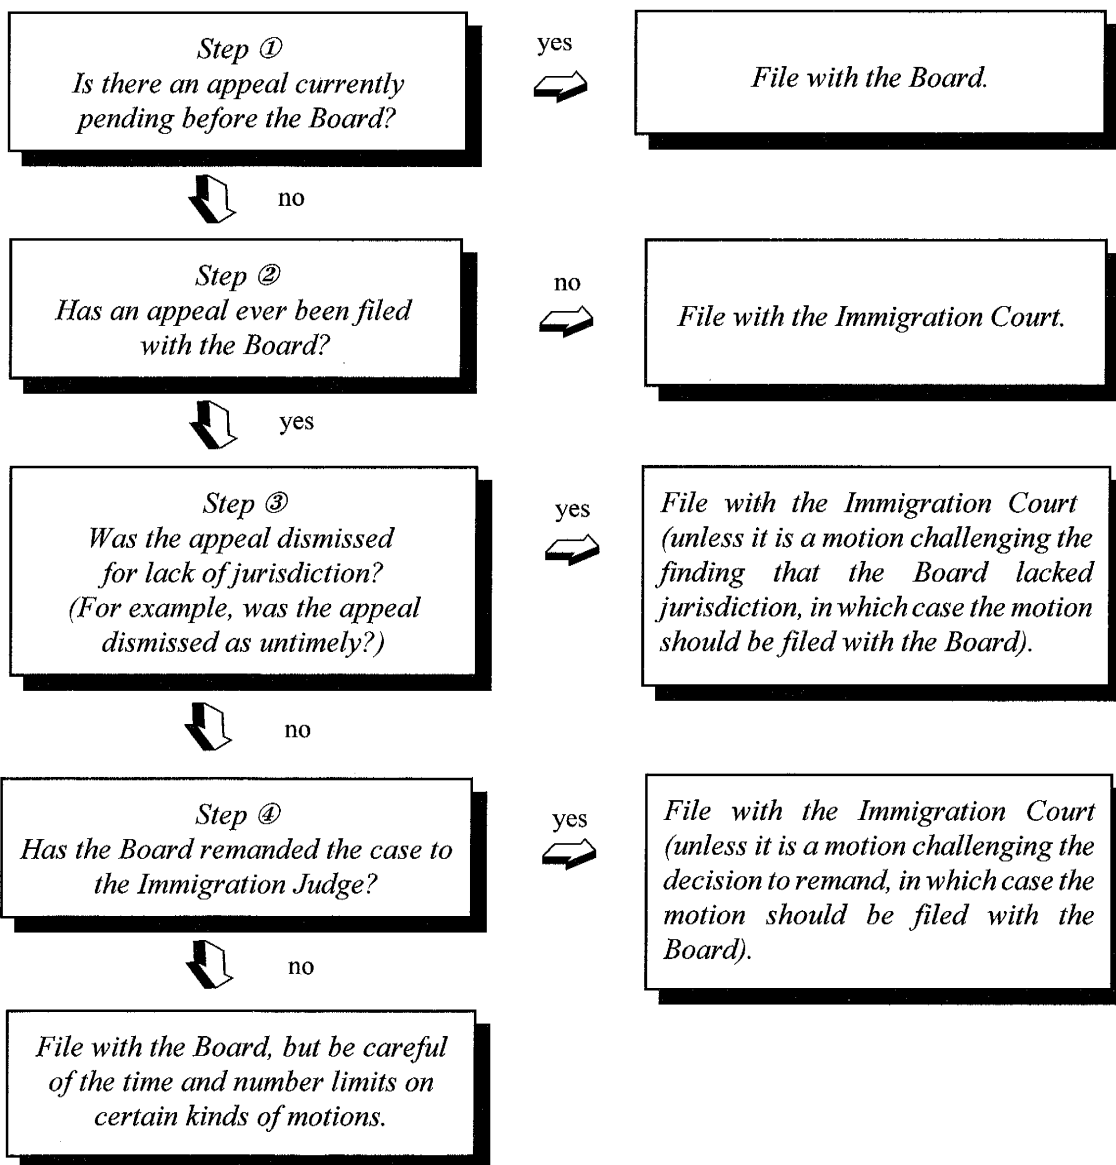 Step ①
Is there an appeal currently
pending before the Board?
yes
File with the Board.
no
Step ②
Has an appeal ever been filed
with the Board?
no
File with the Immigration Court.
yes
Step ③
Was the appeal dismissed
for lack of jurisdiction?
(For example, was the appeal
dismissed as untimely?)
yes
File with the Immigration Court
(unless it is a motion challenging the
finding that the Board lacked
jurisdiction, in which case the motion
should be filed with the Board).
no
Step ④
Has the Board remanded the case to
the Immigration Judge?
yes
File with the Immigration Court
(unless it is a motion challenging the
decision to remand, in which case the
motion should be filed with the
Board).
no
File with the Board, but be careful
of the time and number limits on
certain kinds of motions.